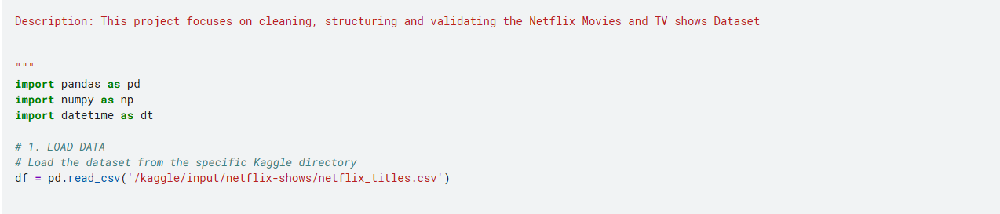 Description: This project focuses on cleaning, structuring and validating the Netflix Movies and TV shows Dataset
"""
import pandas as pd
import numpy as np
import datetime as dt
# 1. LOAD DATA
# Load the dataset from the specific Kaggle directory
df = pd.read_csv('/kaggle/input/netflix-shows/netflix_titles.csv')